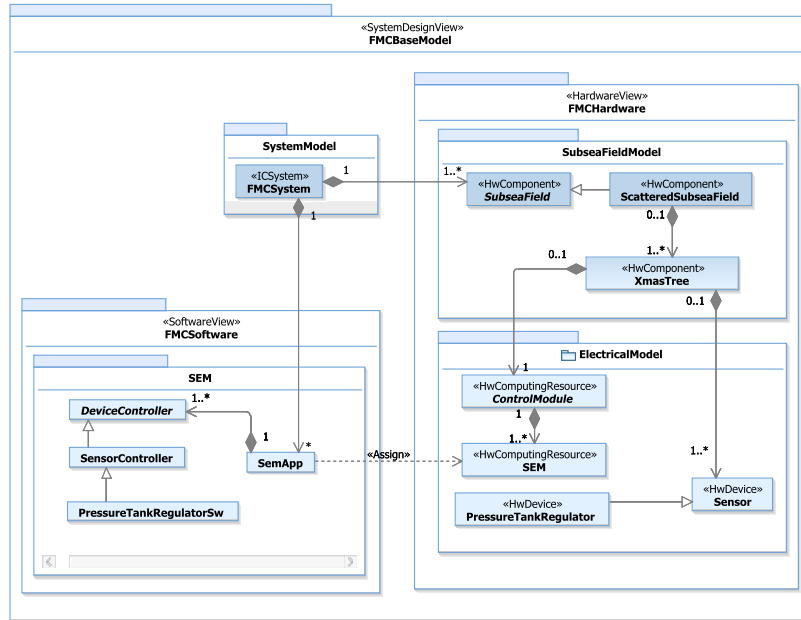 «SystemDesignView»
FMCBaseModel
«HardwareView»
FMCHardware
SystemModel
«ICSystem»
FMCSystem
1
1
1..*
SubseaFieldModel
«HwComponent»
SubseaField
«HwComponent»
ScatteredSubseaField
0..1
1..*
0..1
«HwComponent»
XmasTree
0..1
«SoftwareView»
FMCSoftware
SEM
DeviceController
1..*
1
SensorController
SemApp
*
PressureTankRegulatorSw
«Assign»
ElectricalModel
1
«HwComputingResource»
ControlModule
1
1..*
«HwComputingResource»
SEM
1..*
«HwDevice»
Sensor
«HwDevice»
PressureTankRegulator